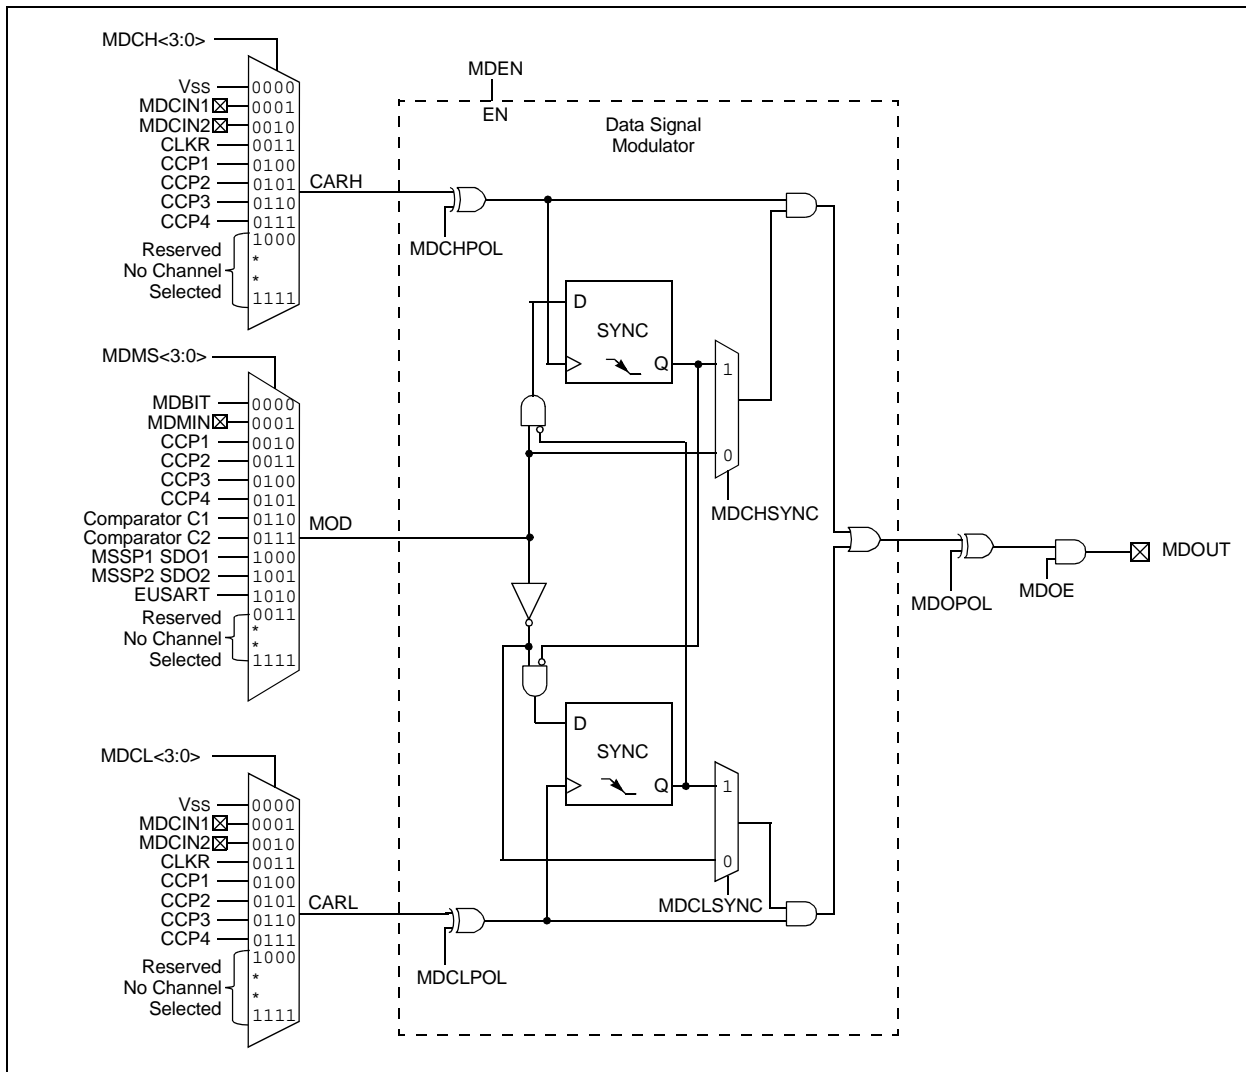 MDCH<3:0>
VSS 0000
MDCIN1 0001
MDCIN2 0010
CLKR 0011
CCP1 0100
CCP2 0101
CCP3 0110
CCP4 0111
Reserved
No Channel
Selected
1000
*
*
1111
CARH
MDCHPOL
MDEN
EN
Data Signal
Modulator
D
SYNC
Q
1
0
MDCHSYNC
MDMS<3:0>
MDBIT 0000
MDMIN 0001
CCP1 0010
CCP2 0011
CCP3 0100
CCP4 0101
Comparator C1 0110
Comparator C2 0111
MSSP1 SDO1 1000
MSSP2 SDO2 1001
EUSART 1010
Reserved
No Channel
Selected
0011
*
*
1111
MOD
MDOPOL
MDOE
MDOUT
D
SYNC
Q
1
0
MDCLSYNC
MDCL<3:0>
VSS 0000
MDCIN1 0001
MDCIN2 0010
CLKR 0011
CCP1 0100
CCP2 0101
CCP3 0110
CCP4 0111
Reserved
No Channel
Selected
1000
*
*
1111
CARL
MDCLPOL